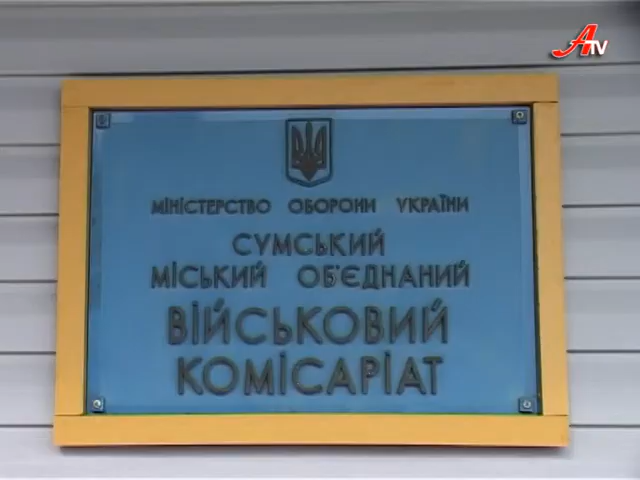 ATV
МІНІСТЕРСТВО ОБОРОНИ УКРАЇНИ
СУМСЬКИЙ
МІСЬКИЙ ОБ'ЄДНАНИЙ
ВІЙСЬКОВИЙ
КОМІСАРІАТ